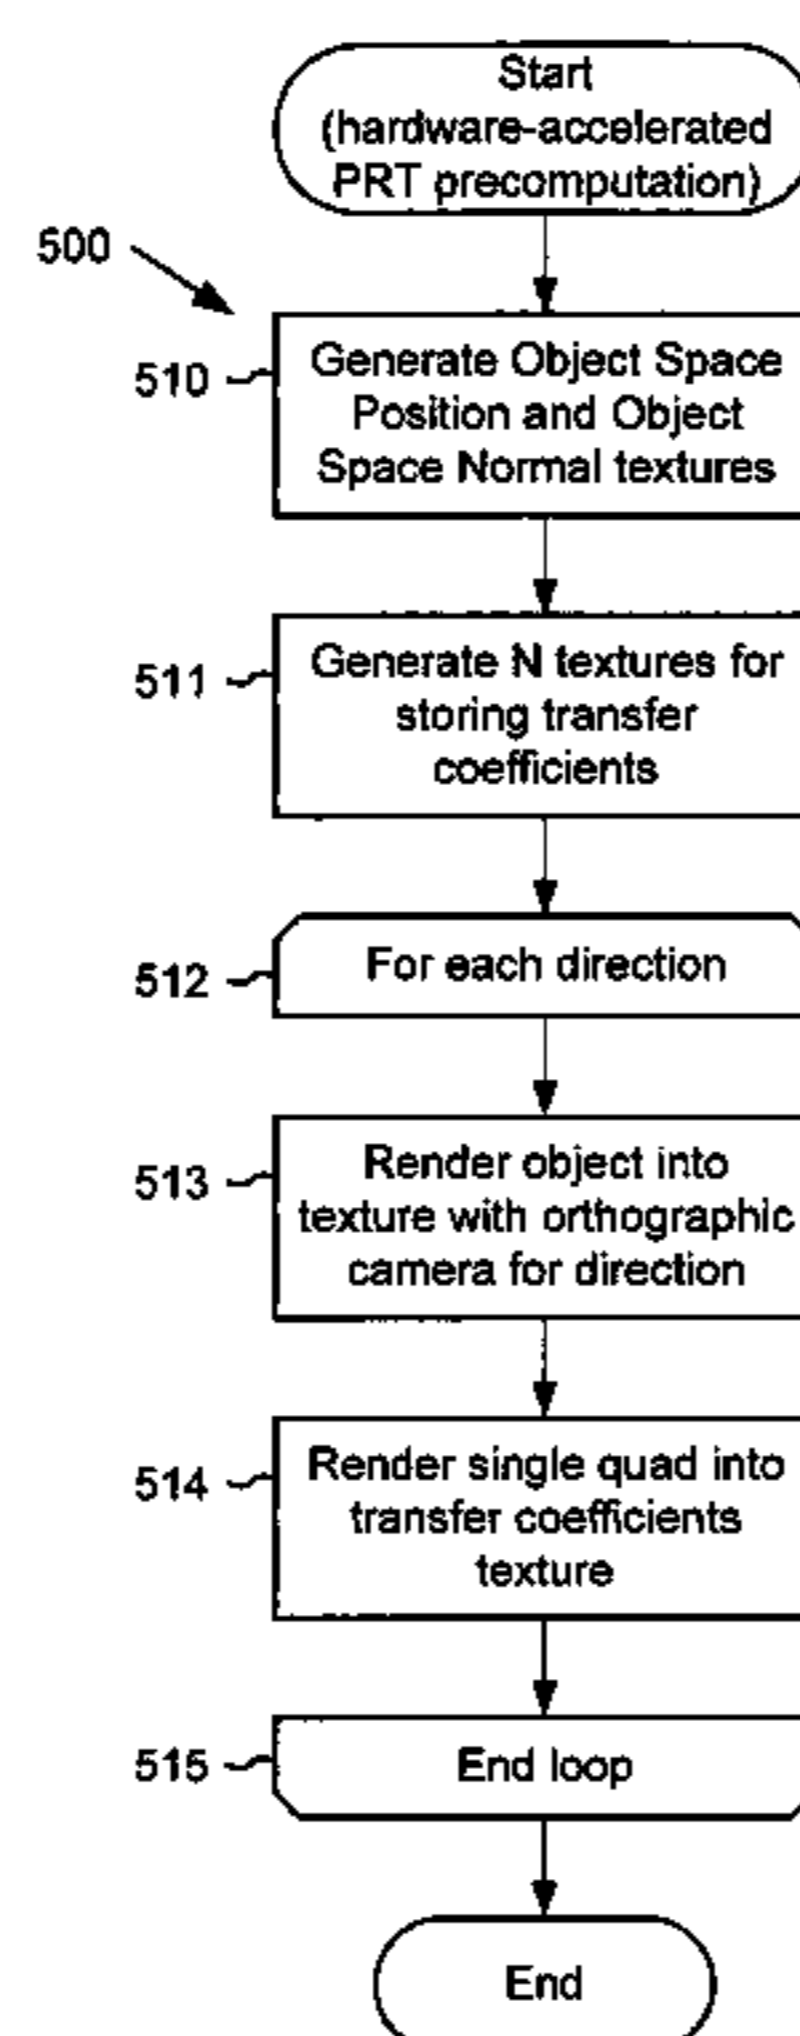 Start
(hardware-accelerated
PRT precomputation)
500
510
Generate Object Space
Position and Object
Space Normal textures
511
Generate N textures for
storing transfer
coefficients
512
For each direction
513
Render object into
texture with orthographic
camera for direction
514
Render single quad into
transfer coefficients
texture
515
End loop
End